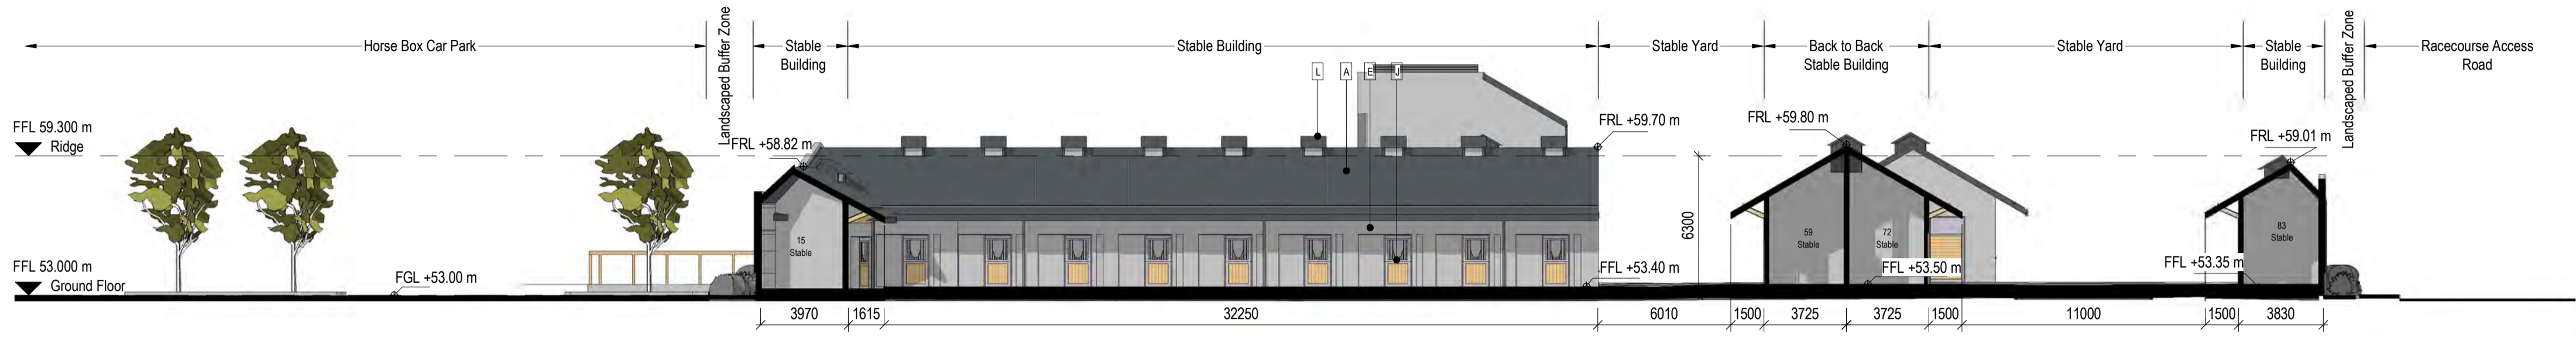 Horse Box Car Park
Landscaped Buffer Zone
Stable
Building
Stable Building
Stable Yard
Back to Back
Stable Building
Stable Yard
Stable
Building
Landscaped Buffer Zone
Racecourse Access
Road
L
A
E
J
FFL 59.300 m
Ridge
FRL +58.82 m
FRL +59.70 m
FRL +59.80 m
FRL +59.01 m
6300
15
Stable
59
Stable
72
Stable
83
Stable
FFL 53.000 m
Ground Floor
FGL +53.00 m
FFL +53.40 m
FFL +53.50 m
FFL +53.35 m
3970
1615
32250
6010
1500
3725
3725
1500
11000
1500
3830